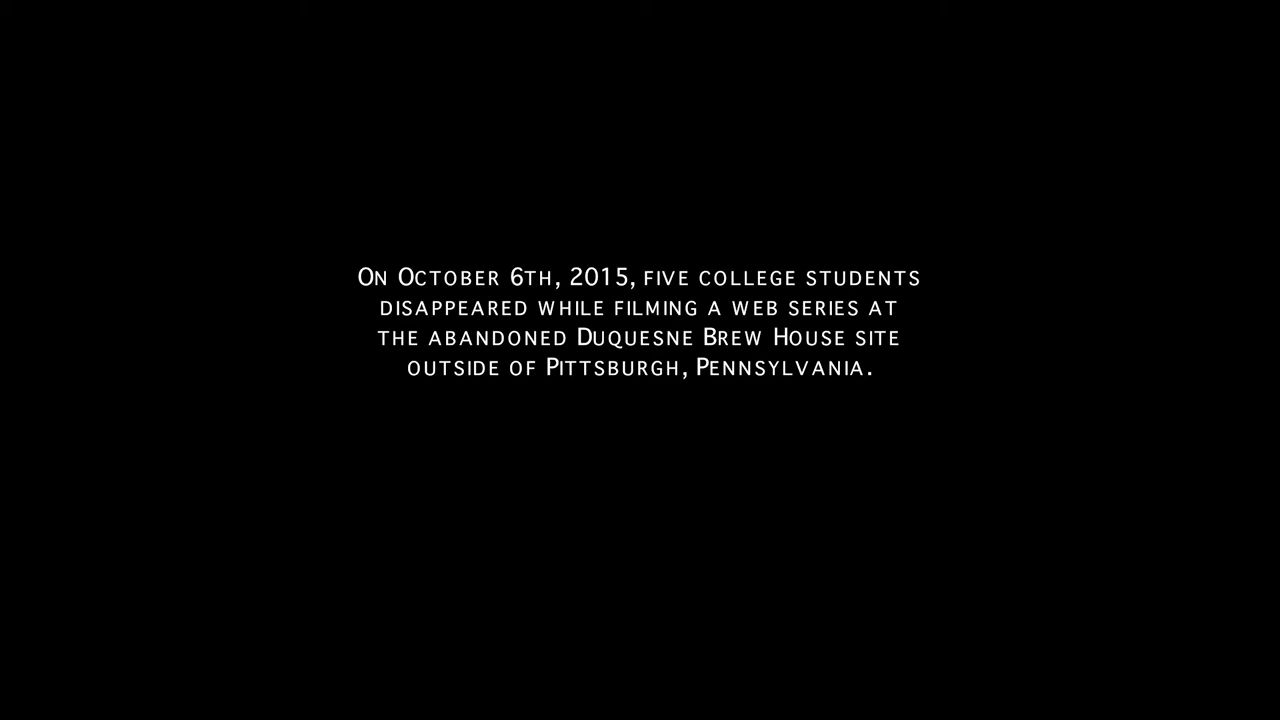 On October 6th, 2015, five college students
disappeared while filming a web series at
the abandoned Duquesne Brew House site
outside of Pittsburgh, Pennsylvania.